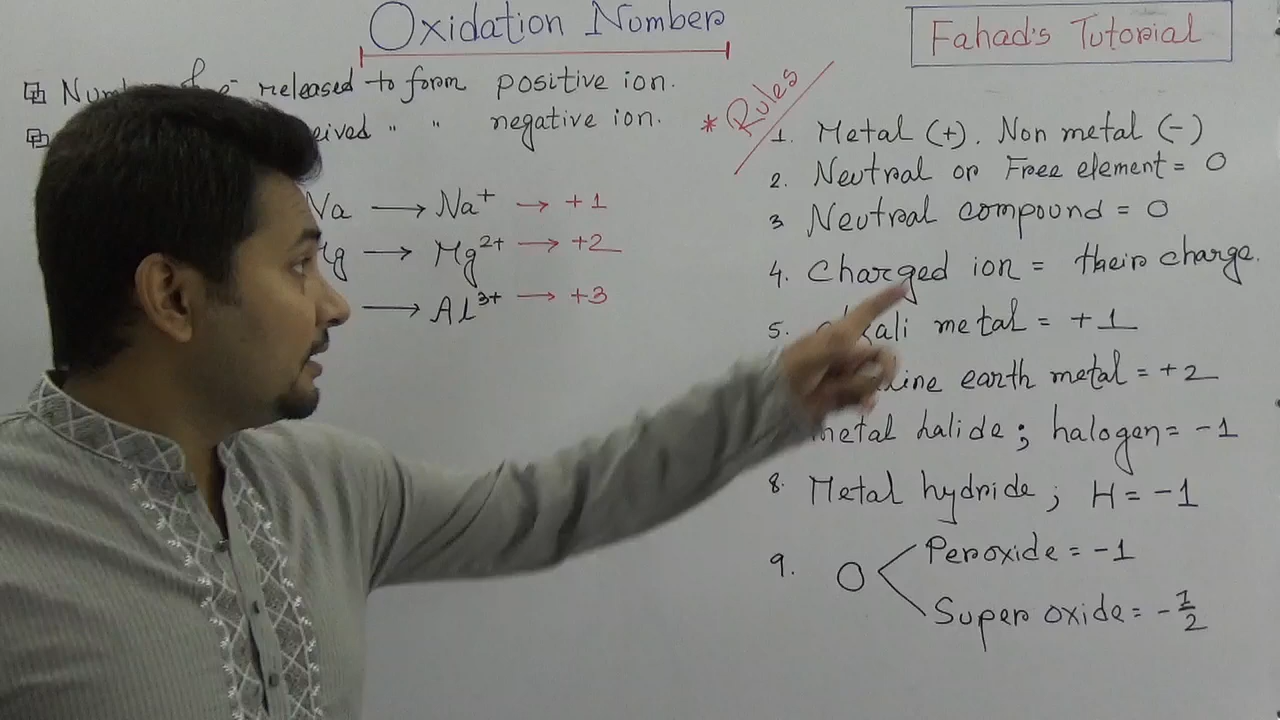 Oxidation Number
Fahad's Tutorial
released to form positive ion.
" " negative ion.
* Rules
Na → Na⁺ → +1
→ Mg²⁺ → +2
→ Al³⁺ → +3
1. Metal (+). Non metal (-)
2. Neutral or Free element = 0
3 Neutral compound = 0
4. Charged ion = their charge.
5. metal = +1
earth metal = +2
metal halide; halogen = -1
8. Metal hydride; H = -1
9. O < Peroxide = -1
Super oxide = -1/2